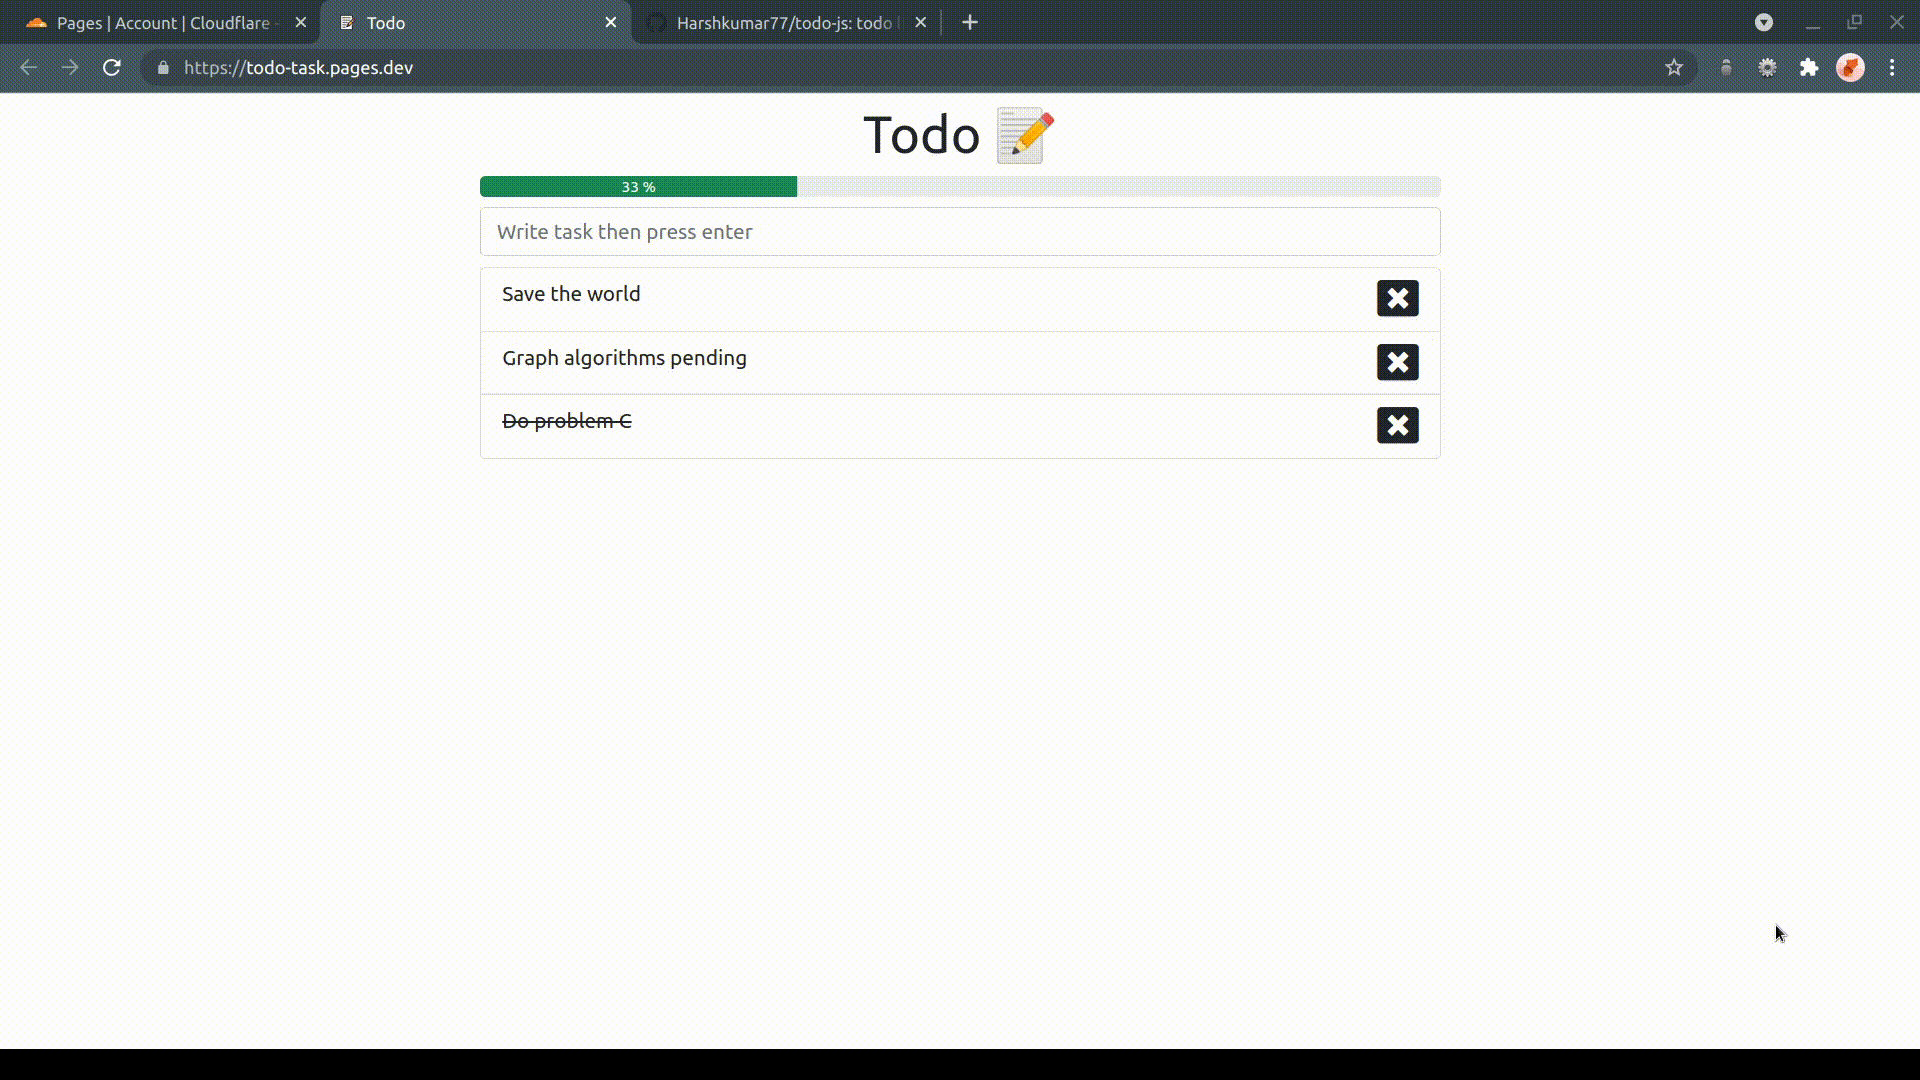 Pages | Account | Cloudflare -
Todo
Harshkumar77/todo-js: todo l
https://todo-task.pages.dev
Todo
33 %
Write task then press enter
Save the world
Graph algorithms pending
Do problem C